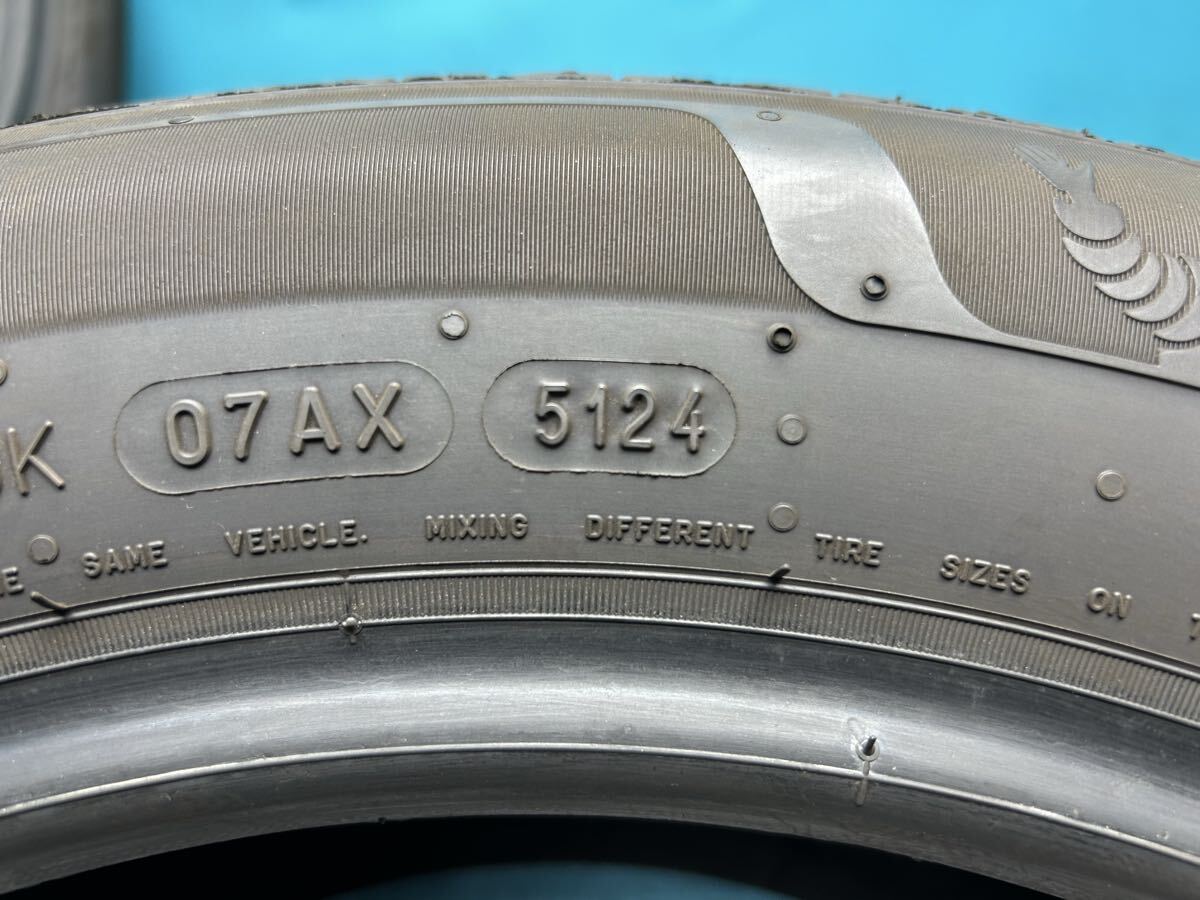 07AX 5124
SAME VEHICLE. MIXING DIFFERENT TIRE SIZES ON